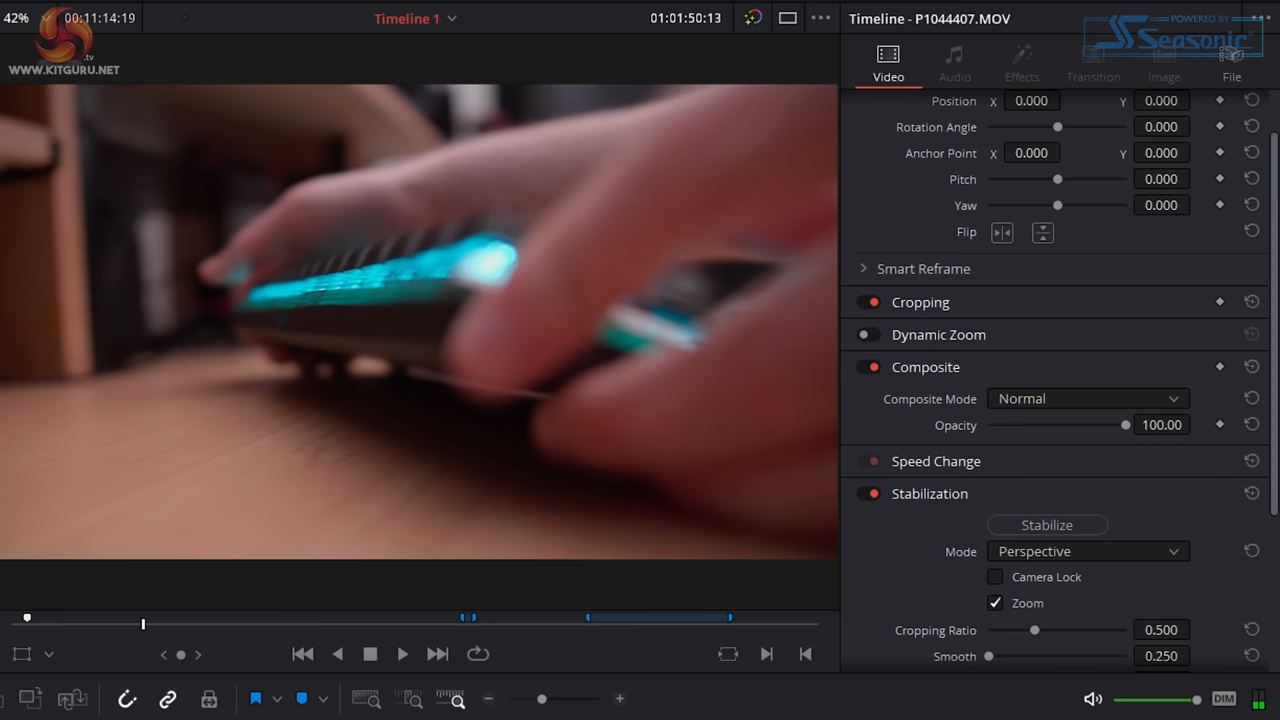 42%
00:11:14:19
Timeline 1
01:01:50:13
Timeline - P1044407.MOV
.tv
WWW.KITGURU.NET
POWERED BY
Seasonic
Video
Audio
Effects
Transition
Image
File
Position X 0.000 Y 0.000
Rotation Angle 0.000
Anchor Point X 0.000 Y 0.000
Pitch 0.000
Yaw 0.000
Flip
Smart Reframe
Cropping
Dynamic Zoom
Composite
Composite Mode Normal
Opacity 100.00
Speed Change
Stabilization
Stabilize
Mode Perspective
Camera Lock
Zoom
Cropping Ratio 0.500
Smooth 0.250
DIM